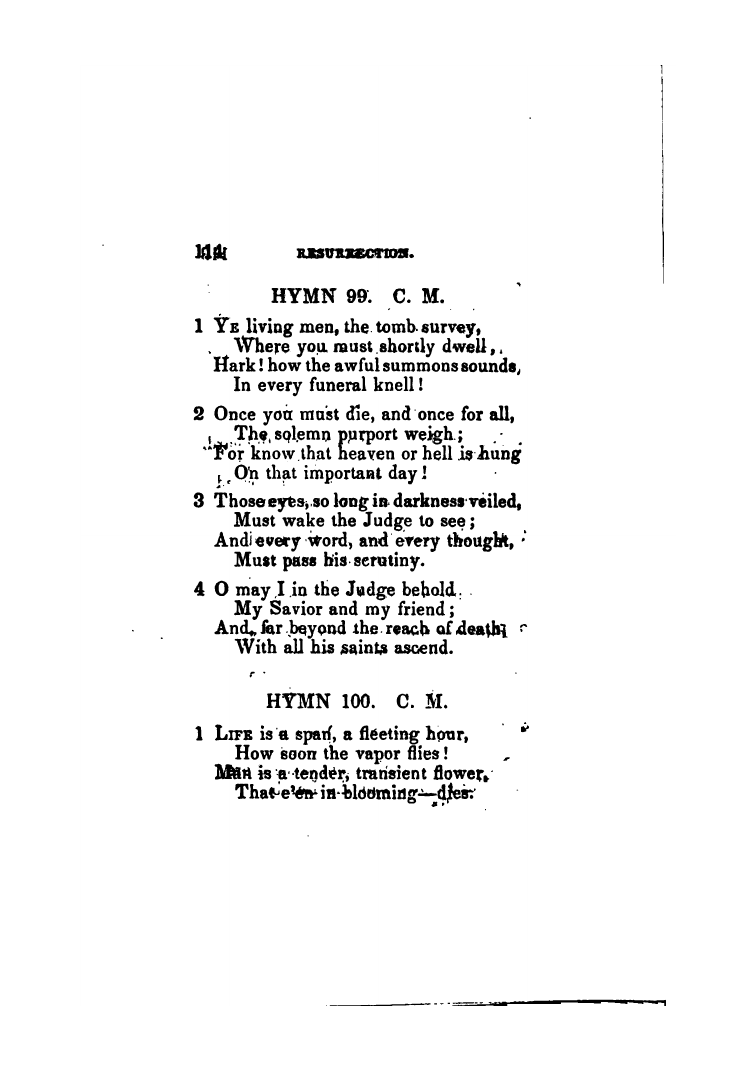 114 RESURRECTION.
HYMN 99. C. M.
1 YE living men, the tomb survey,
Where you must shortly dwell,
Hark! how the awful summons sounds,
In every funeral knell!
2 Once you must die, and once for all,
The solemn purport weigh;
For know that heaven or hell is hung
On that important day!
3 Those eyes, so long in darkness veiled,
Must wake the Judge to see;
And every word, and every thought,
Must pass his scrutiny.
4 O may I in the Judge behold
My Savior and my friend;
And, far beyond the reach of death,
With all his saints ascend.
HYMN 100. C. M.
1 LIFE is a span, a fleeting hour,
How soon the vapor flies!
Man is a tender, transient flower,
That e'en in blooming—dies.